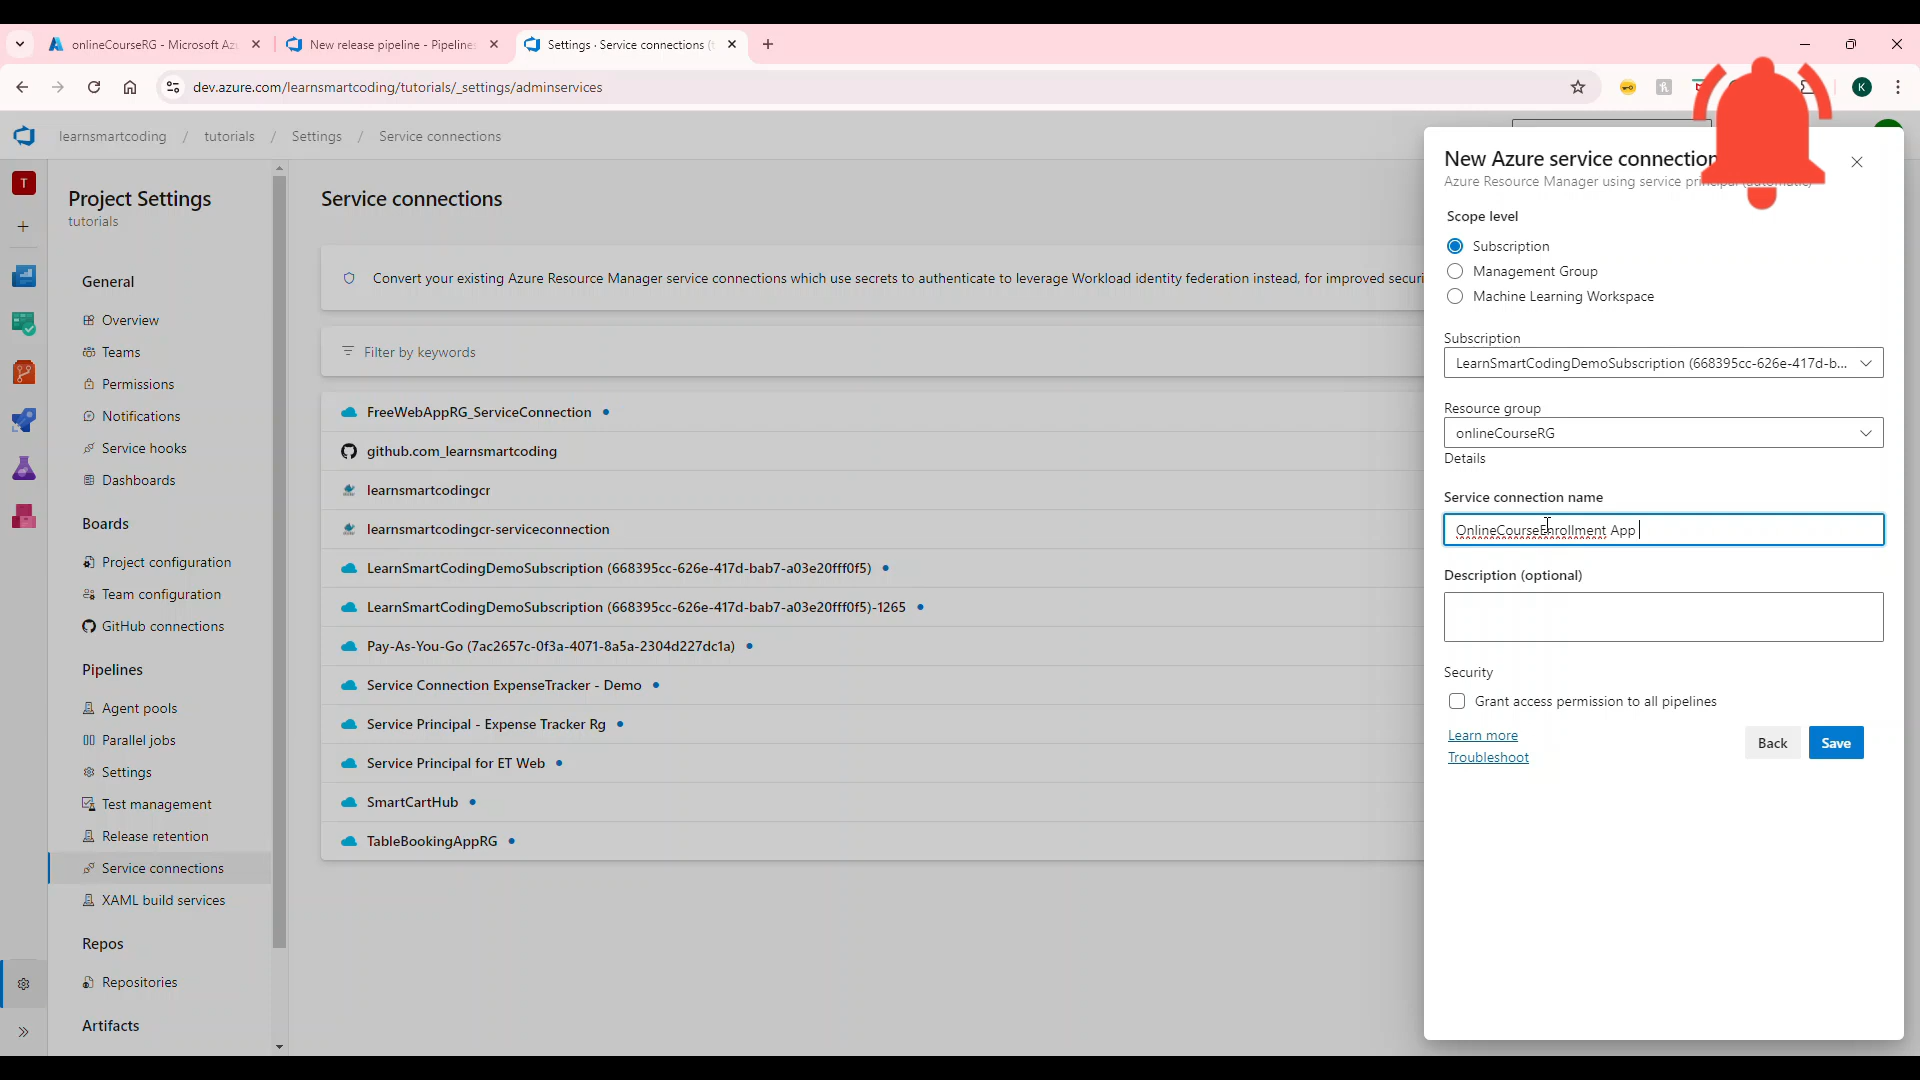 onlineCourseRG - Microsoft Az
New release pipeline - Pipeline
Settings · Service connections (t
dev.azure.com/learnsmartcoding/tutorials/_settings/adminservices
K
learnsmartcoding / tutorials / Settings / Service connections
T
Project Settings
tutorials
General
Overview
Teams
Permissions
Notifications
Service hooks
Dashboards
Boards
Project configuration
Team configuration
GitHub connections
Pipelines
Agent pools
Parallel jobs
Settings
Test management
Release retention
Service connections
XAML build services
Repos
Repositories
Artifacts
Service connections
Convert your existing Azure Resource Manager service connections which use secrets to authenticate to leverage Workload identity federation instead, for improved securi
Filter by keywords
FreeWebAppRG_ServiceConnection
github.com_learnsmartcoding
learnsmartcodingcr
learnsmartcodingcr-serviceconnection
LearnSmartCodingDemoSubscription (668395cc-626e-417d-bab7-a03e20fff0f5)
LearnSmartCodingDemoSubscription (668395cc-626e-417d-bab7-a03e20fff0f5)-1265
Pay-As-You-Go (7ac2657c-0f3a-4071-8a5a-2304d227dc1a)
Service Connection ExpenseTracker - Demo
Service Principal - Expense Tracker Rg
Service Principal for ET Web
SmartCartHub
TableBookingAppRG
New Azure service connection
Azure Resource Manager using service principal (automatic)
Scope level
Subscription
Management Group
Machine Learning Workspace
Subscription
LearnSmartCodingDemoSubscription (668395cc-626e-417d-b...
Resource group
onlineCourseRG
Details
Service connection name
OnlineCourseEnrollment App
Description (optional)
Security
Grant access permission to all pipelines
Learn more
Troubleshoot
Back
Save